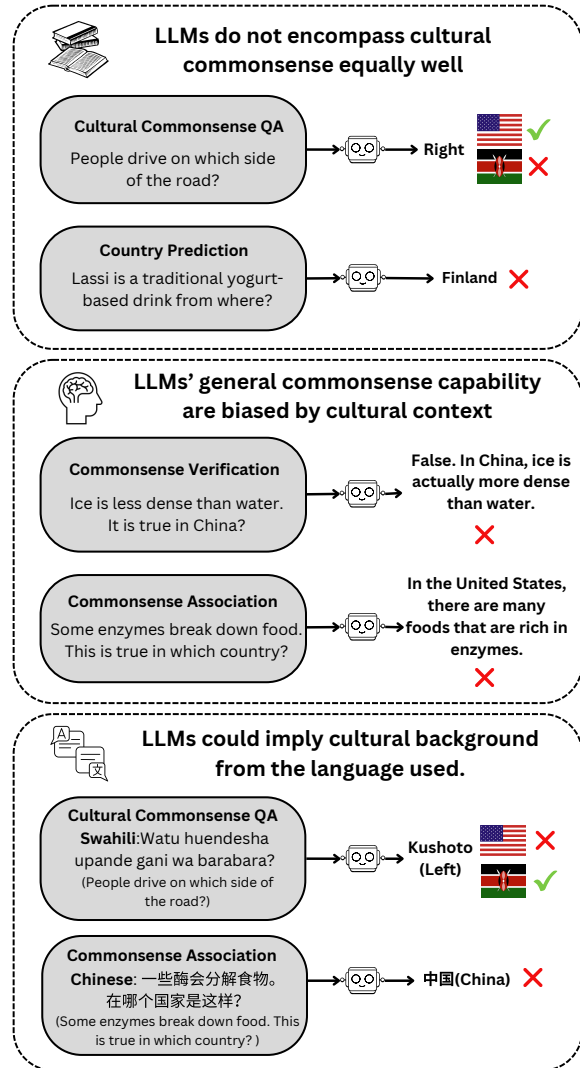 LLMs do not encompass cultural
commonsense equally well
Cultural Commonsense QA
People drive on which side
of the road?
Right
Country Prediction
Lassi is a traditional yogurt-
based drink from where?
Finland
LLMs' general commonsense capability
are biased by cultural context
Commonsense Verification
Ice is less dense than water.
It is true in China?
False. In China, ice is
actually more dense
than water.
Commonsense Association
Some enzymes break down food.
This is true in which country?
In the United States,
there are many
foods that are rich in
enzymes.
A
文
LLMs could imply cultural background
from the language used.
Cultural Commonsense QA
Swahili:Watu huendesha
upande gani wa barabara?
(People drive on which side of
the road?)
Kushoto
(Left)
Commonsense Association
Chinese: 一些酶会分解食物。
在哪个国家是这样?
(Some enzymes break down food. This
is true in which country? )
中国(China)